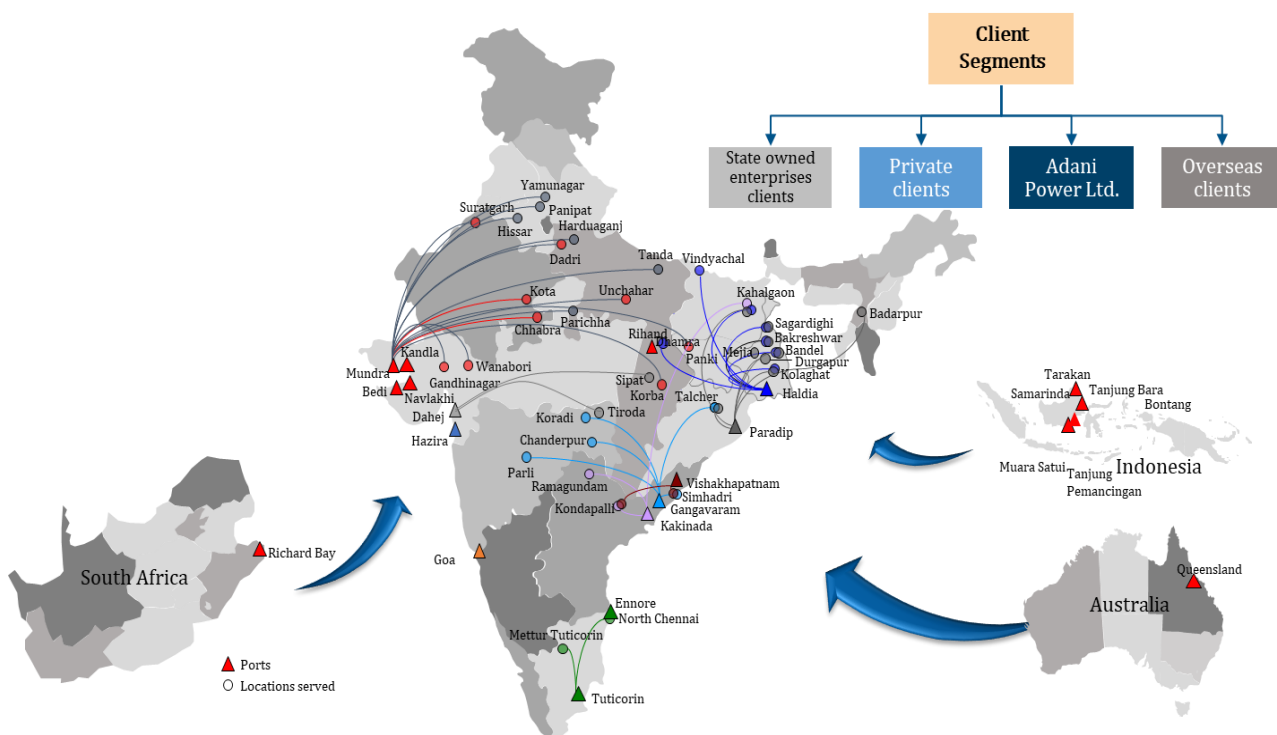 Client
Segments
State owned
enterprises
clients
Private
clients
Adani
Power Ltd.
Overseas
clients
Yamunagar
Suratgarh
Panipat
Hissar
Harduaganj
Dadri
Tanda
Vindyachal
Kota
Unchahar
Kahalgaon
Chhabra
Parichha
Badarpur
Sagardighi
Rihand
Dhamra
Bakreshwar
Kandla
Mejia
Bandel
Mundra
Wanabori
Panki
Durgapur
Gandhinagar
Sipat
Kolaghat
Bedi
Navlakhi
Korba
Talcher
Haldia
Dahej
Tiroda
Koradi
Paradip
Hazira
Chanderpur
Parli
Ramagundam
Vishakhapatnam
Simhadri
Kondapalli
Gangavaram
Kakinada
Goa
Ennore
North Chennai
Mettur Tuticorin
Tuticorin
Tarakan
Samarinda
Tanjung Bara
Bontang
Muara Satui
Tanjung
Pemancingan
Indonesia
Richard Bay
South Africa
Queensland
Australia
Ports
Locations served